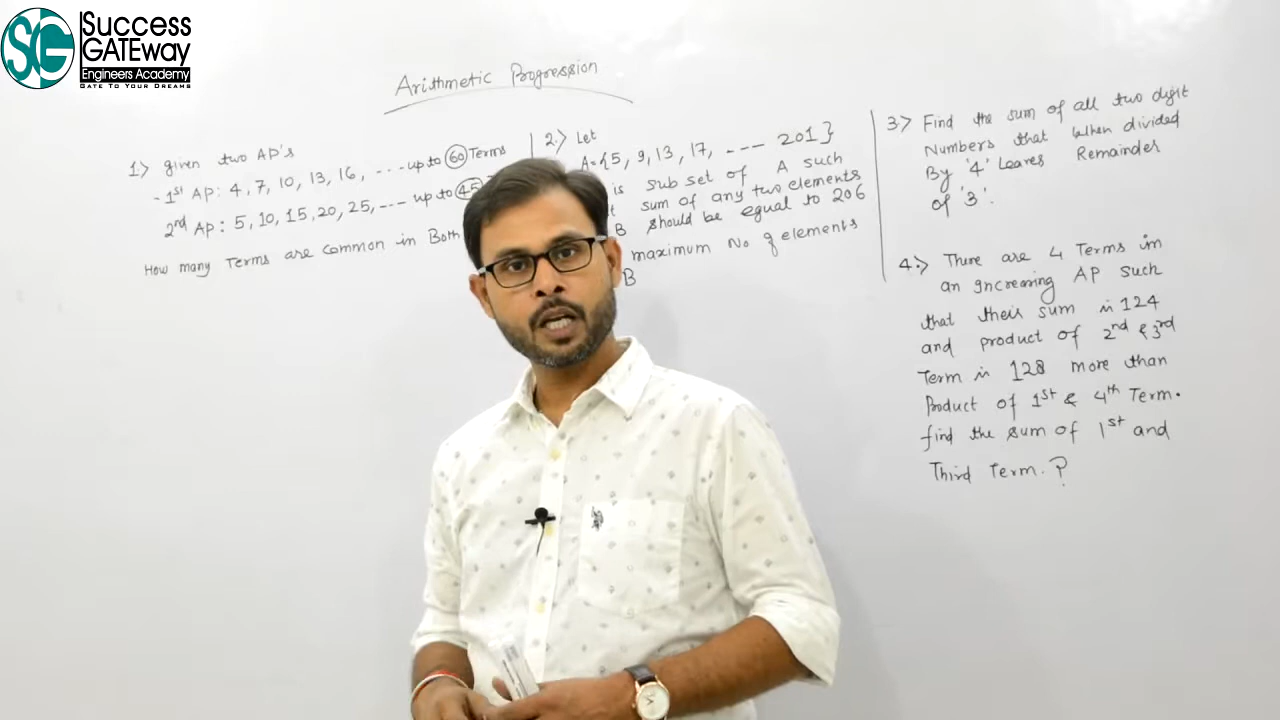 Success
GATEway
Engineers Academy
GATE TO YOUR DREAMS
Arithmetic Progression
1.) Given two AP's
1st AP: 4, 7, 10, 13, 16, ... up to 60 Terms
2nd AP: 5, 10, 15, 20, 25, --- up to 45
How many Terms are common in Both
2.) Let
A={5, 9, 13, 17, --- 201}
is sub set of A such
sum of any two elements
B should be equal to 206
maximum No of elements
B
3.) Find the sum of all two digit
Numbers that when divided
By '4' Leaves Remainder
of '3'.
4.) There are 4 Terms in
an Increasing AP such
that their sum is 124
and product of 2nd & 3rd
Term is 128 more than
Product of 1st & 4th Term.
find the sum of 1st and
Third Term.?